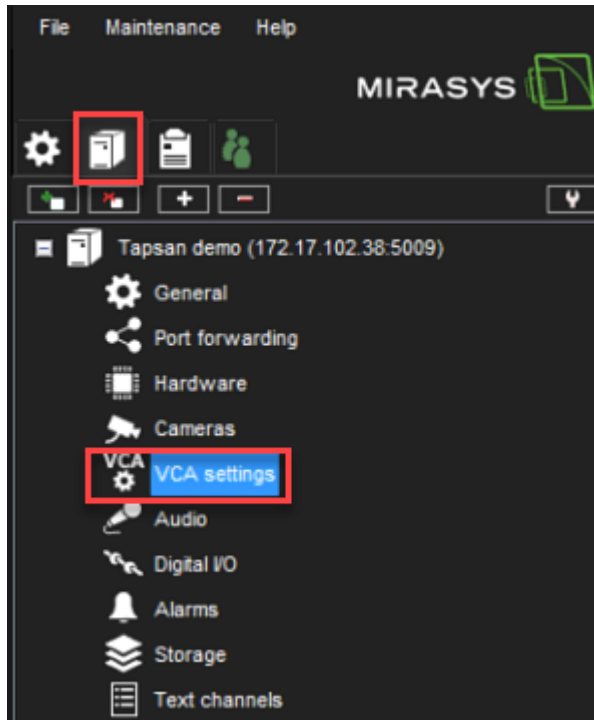 File Maintenance Help
MIRASYS
Tapsan demo (172.17.102.38:5009)
General
Port forwarding
Hardware
Cameras
VCA
VCA settings
Audio
Digital I/O
Alarms
Storage
Text channels